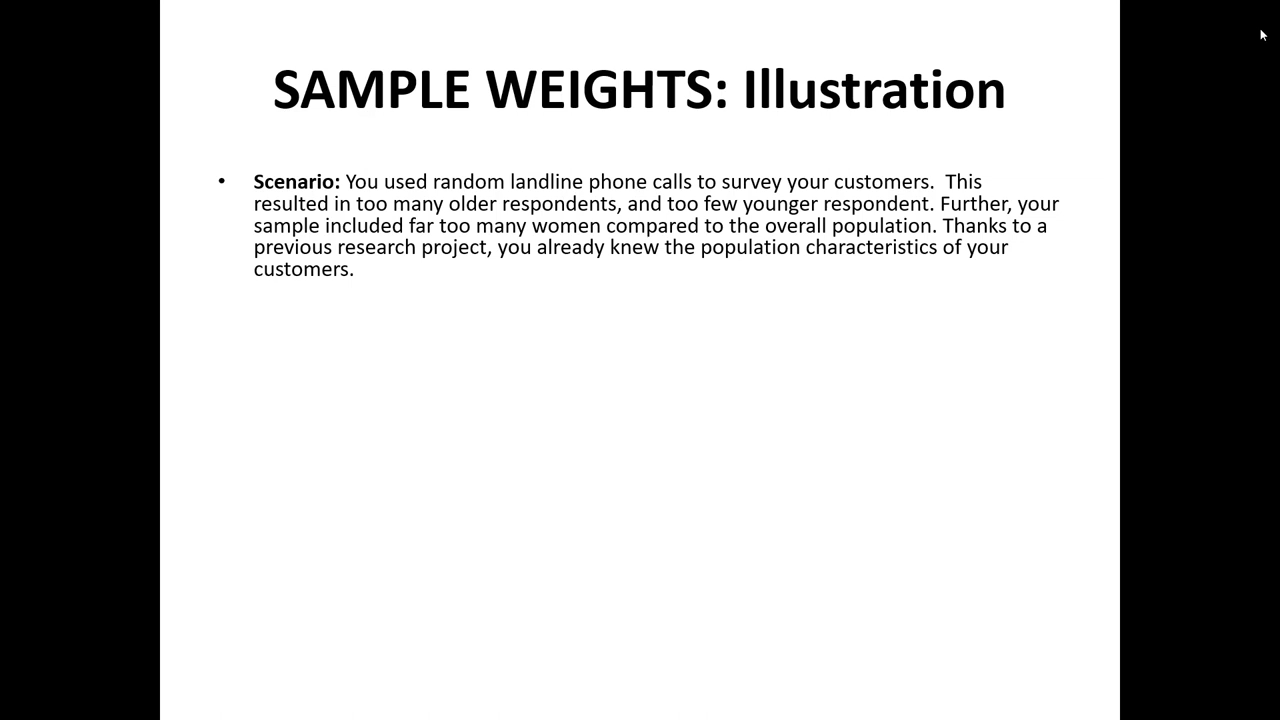 SAMPLE WEIGHTS: Illustration
• Scenario: You used random landline phone calls to survey your customers.  This
resulted in too many older respondents, and too few younger respondent. Further, your
sample included far too many women compared to the overall population. Thanks to a
previous research project, you already knew the population characteristics of your
customers.